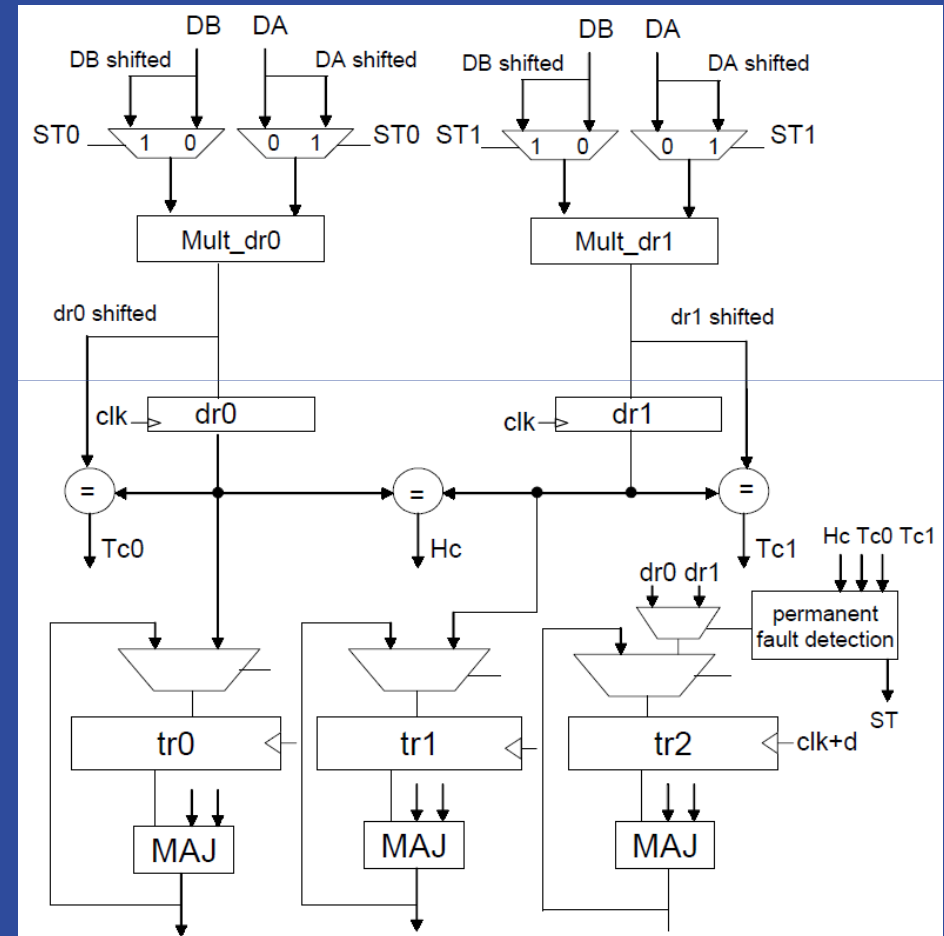 DB DA
DB DA
DB shifted
DA shifted
DB shifted
DA shifted
ST0
1 0
0 1
ST0
ST1
1 0
0 1
ST1
Mult_dr0
Mult_dr1
dr0 shifted
dr1 shifted
clk
dr0
clk
dr1
=
=
=
Tc0
Hc
Tc1
Hc Tc0 Tc1
dr0 dr1
permanent
fault detection
ST
tr0
tr1
tr2
clk+d
MAJ
MAJ
MAJ